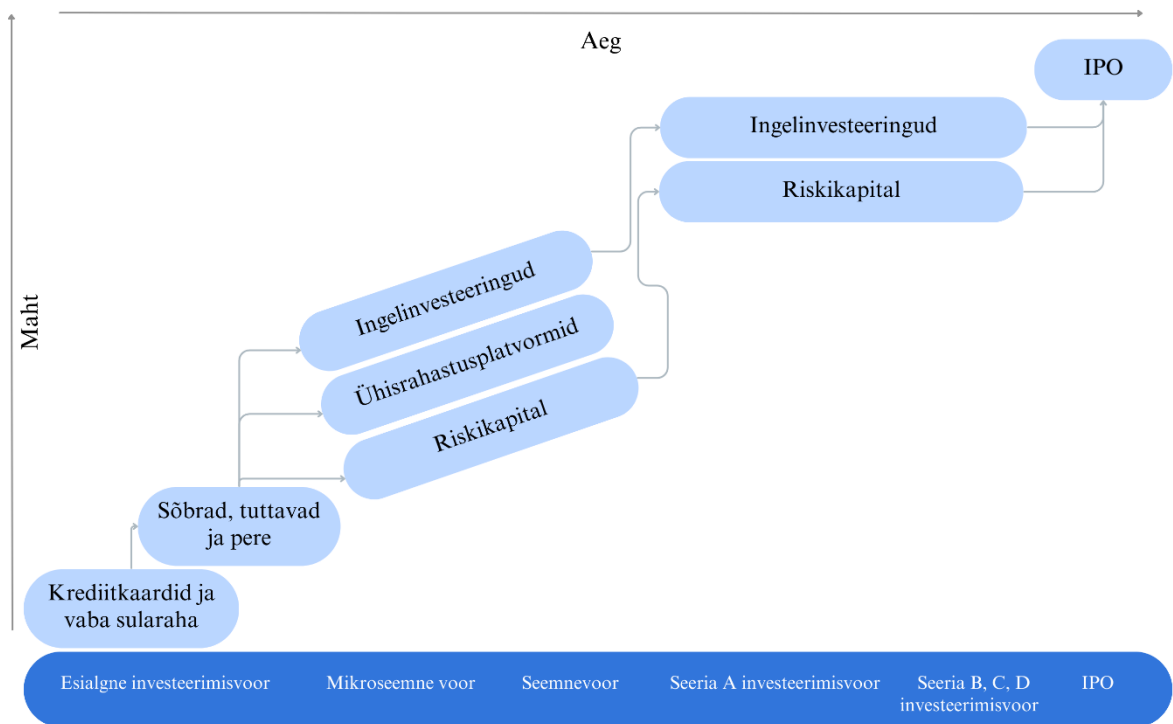 Aeg
Maht
IPO
Ingelinvesteeringud
Riskikapital
Ingelinvesteeringud
Ühisrahastusplatvormid
Riskikapital
Sõbrad, tuttavad
ja pere
Krediitkaardid ja
vaba sularaha
Esialgne investeerimisvoor
Mikroseemne voor
Seemnevoor
Seeria A investeerimisvoor
Seeria B, C, D
investeerimisvoor
IPO